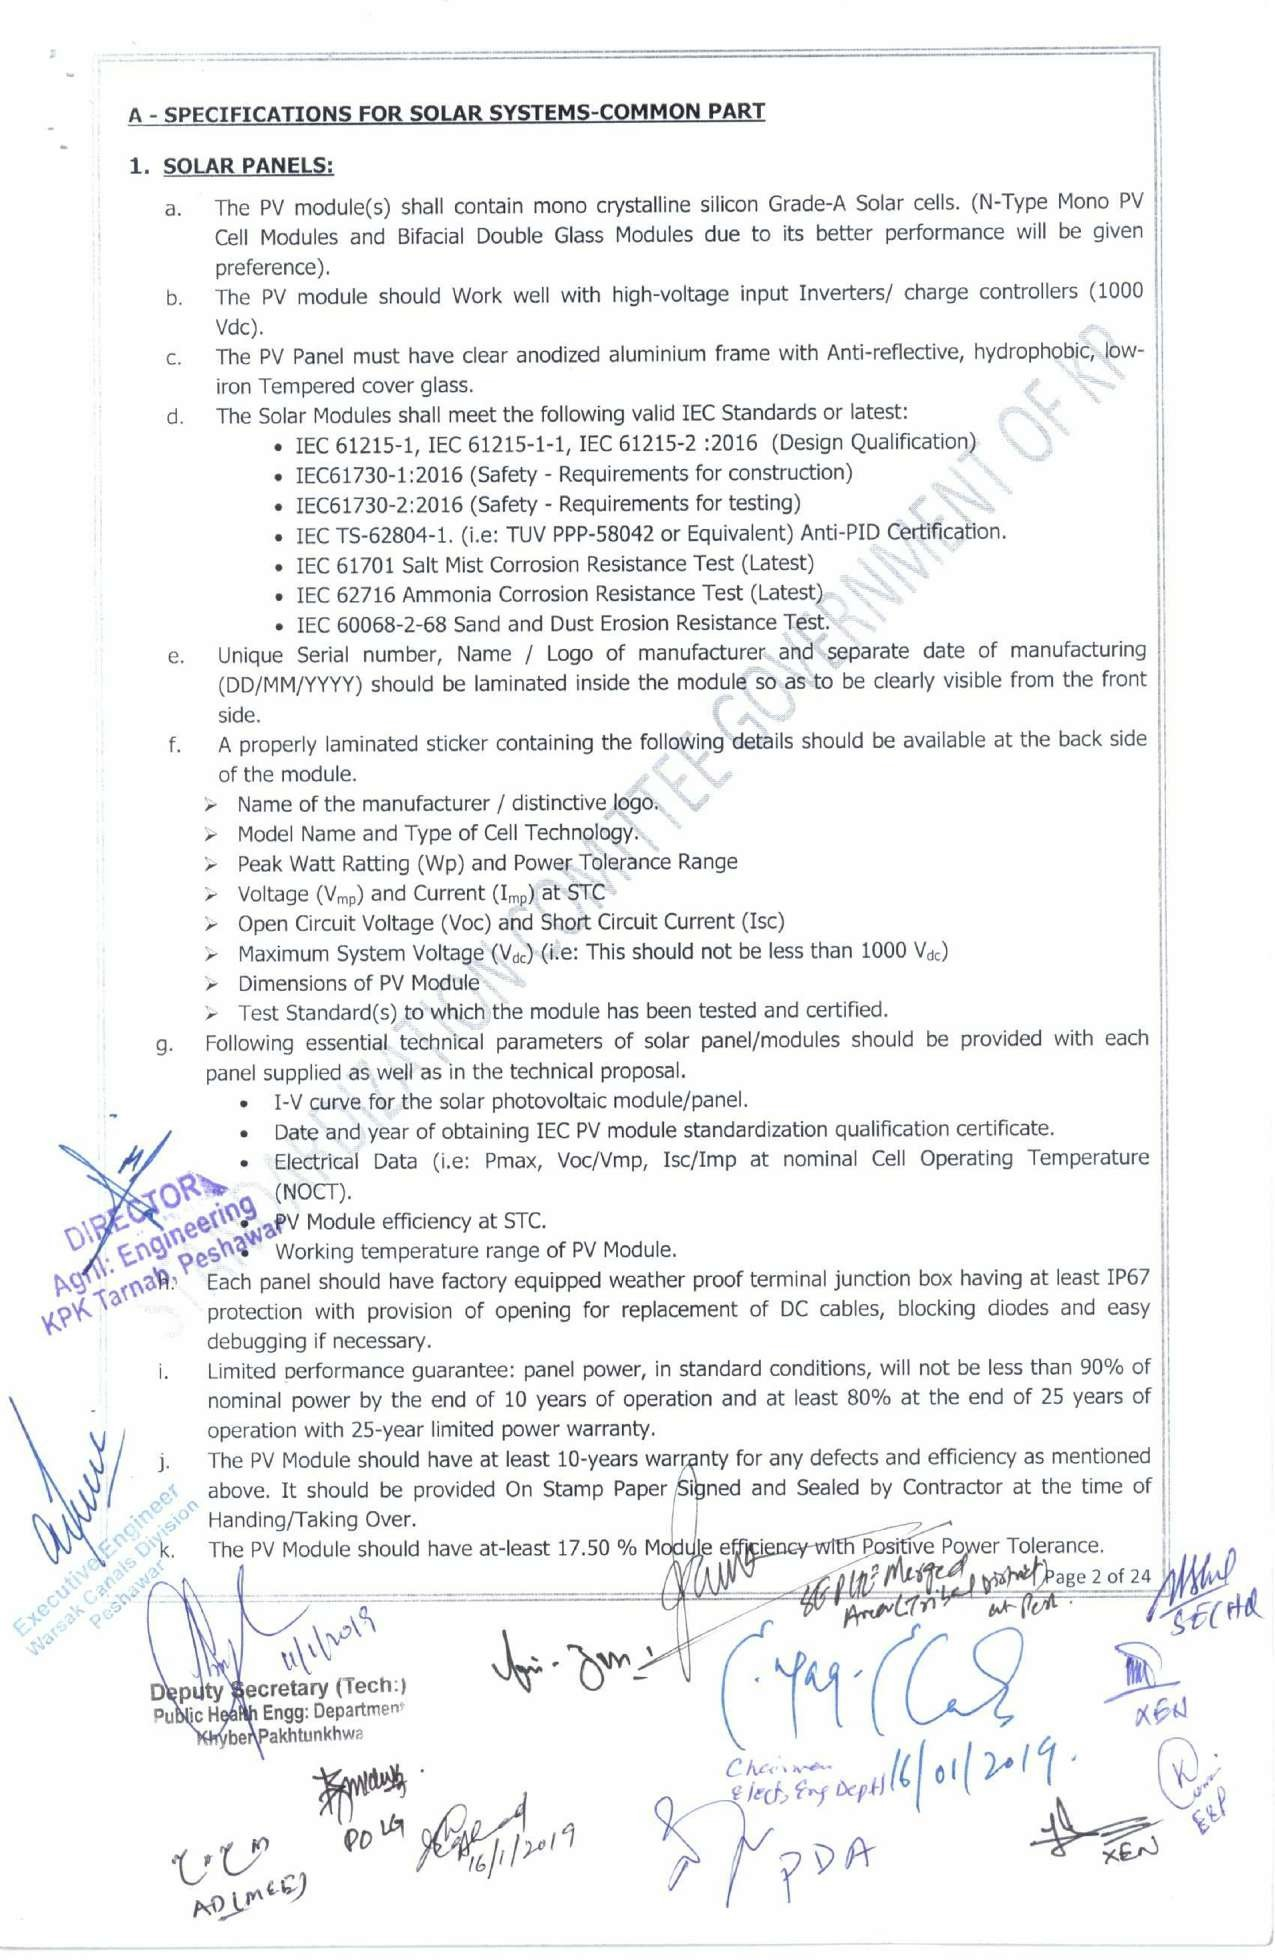 A - SPECIFICATIONS FOR SOLAR SYSTEMS-COMMON PART
1. SOLAR PANELS:
a. The PV module(s) shall contain mono crystalline silicon Grade-A Solar cells. (N-Type Mono PV
Cell Modules and Bifacial Double Glass Modules due to its better performance will be given
preference).
b. The PV module should Work well with high-voltage input Inverters/ charge controllers (1000
Vdc).
c. The PV Panel must have clear anodized aluminium frame with Anti-reflective, hydrophobic, low-
iron Tempered cover glass.
d. The Solar Modules shall meet the following valid IEC Standards or latest:
• IEC 61215-1, IEC 61215-1-1, IEC 61215-2 :2016 (Design Qualification)
• IEC61730-1:2016 (Safety - Requirements for construction)
• IEC61730-2:2016 (Safety - Requirements for testing)
• IEC TS-62804-1. (i.e: TUV PPP-58042 or Equivalent) Anti-PID Certification.
• IEC 61701 Salt Mist Corrosion Resistance Test (Latest)
• IEC 62716 Ammonia Corrosion Resistance Test (Latest)
• IEC 60068-2-68 Sand and Dust Erosion Resistance Test.
e. Unique Serial number, Name / Logo of manufacturer and separate date of manufacturing
(DD/MM/YYYY) should be laminated inside the module so as to be clearly visible from the front
side.
f. A properly laminated sticker containing the following details should be available at the back side
of the module.
➢ Name of the manufacturer / distinctive logo.
➢ Model Name and Type of Cell Technology.
➢ Peak Watt Ratting (Wp) and Power Tolerance Range
➢ Voltage (Vmp) and Current (Imp) at STC
➢ Open Circuit Voltage (Voc) and Short Circuit Current (Isc)
➢ Maximum System Voltage (Vdc) (i.e: This should not be less than 1000 Vdc)
➢ Dimensions of PV Module
➢ Test Standard(s) to which the module has been tested and certified.
g. Following essential technical parameters of solar panel/modules should be provided with each
panel supplied as well as in the technical proposal.
• I-V curve for the solar photovoltaic module/panel.
• Date and year of obtaining IEC PV module standardization qualification certificate.
• Electrical Data (i.e: Pmax, Voc/Vmp, Isc/Imp at nominal Cell Operating Temperature
(NOCT).
• PV Module efficiency at STC.
• Working temperature range of PV Module.
h. Each panel should have factory equipped weather proof terminal junction box having at least IP67
protection with provision of opening for replacement of DC cables, blocking diodes and easy
debugging if necessary.
i. Limited performance guarantee: panel power, in standard conditions, will not be less than 90% of
nominal power by the end of 10 years of operation and at least 80% at the end of 25 years of
operation with 25-year limited power warranty.
j. The PV Module should have at least 10-years warranty for any defects and efficiency as mentioned
above. It should be provided On Stamp Paper Signed and Sealed by Contractor at the time of
Handing/Taking Over.
k. The PV Module should have at-least 17.50 % Module efficiency with Positive Power Tolerance.
Page 2 of 24
STANDARDIZATION COMMITTEE GOVERNMENT OF KP
DIRECTOR
Agril: Engineering
KPK Tarnab, Peshawar
Executive Engineer
Warsak Canals Division
Peshawar
11/1/2019
Deputy Secretary (Tech:)
Public Health Engg: Department
Khyber Pakhtunkhwa
Merged
Area (Tribal District)
at Pesh.
SECHQ
XEN
Chairman
Elect, Eng Deptt 16/01/2019.
E&P
PO LG
16/1/2019
AD (MEE)
PDA
XEN